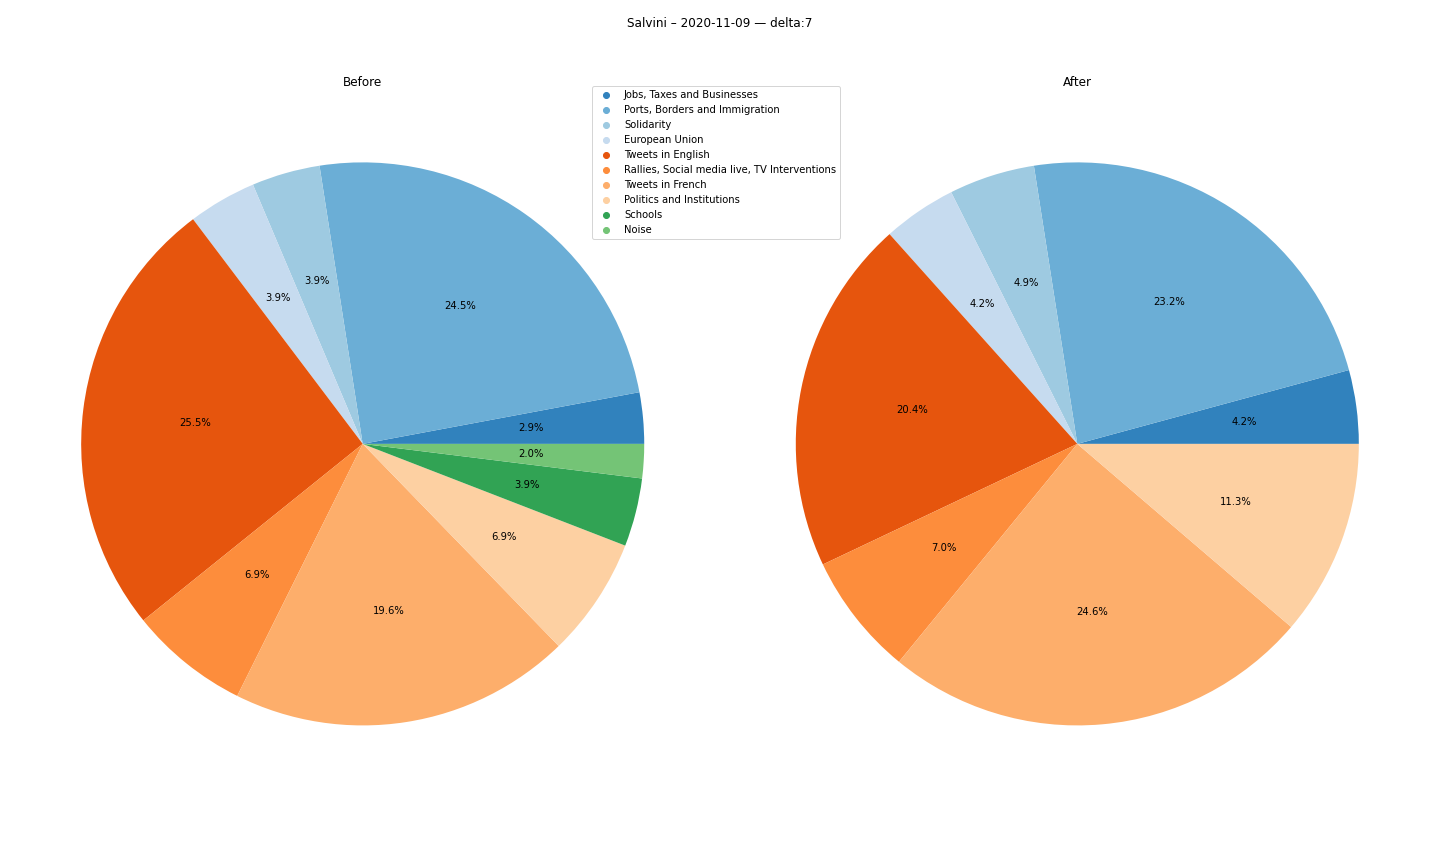 Salvini – 2020-11-09 — delta:7
Before
After
Jobs, Taxes and Businesses
Ports, Borders and Immigration
Solidarity
European Union
Tweets in English
Rallies, Social media live, TV Interventions
Tweets in French
Politics and Institutions
Schools
Noise
3.9%
3.9%
24.5%
25.5%
2.9%
2.0%
3.9%
6.9%
6.9%
19.6%
4.9%
4.2%
23.2%
20.4%
4.2%
11.3%
7.0%
24.6%